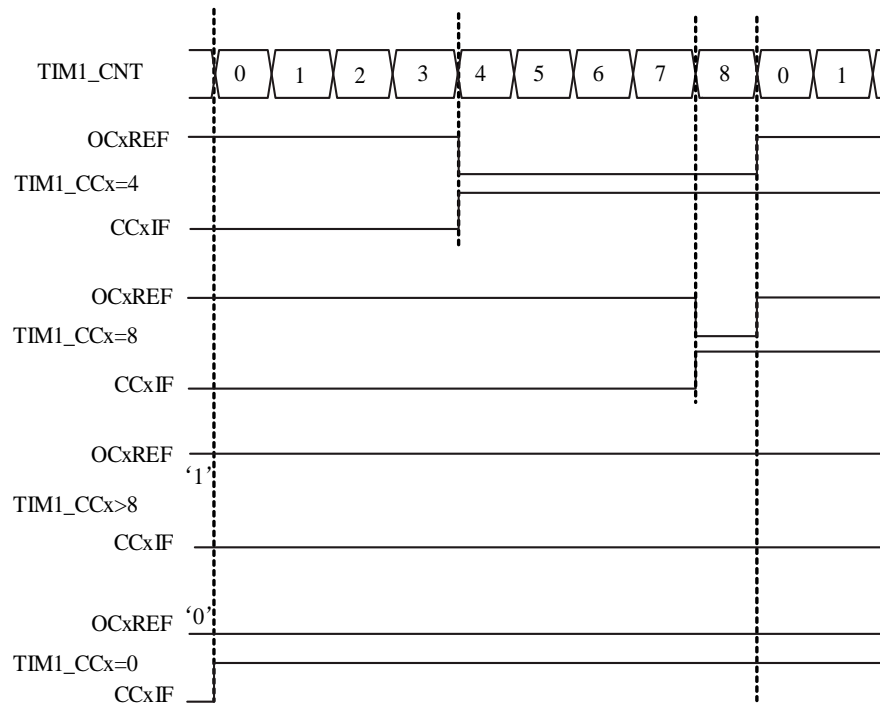 TIM1_CNT 0 1 2 3 4 5 6 7 8 0 1
OCxREF
TIM1_CCx=4
CCxIF
OCxREF
TIM1_CCx=8
CCxIF
OCxREF
‘1’
TIM1_CCx>8
CCxIF
OCxREF ‘0’
TIM1_CCx=0
CCxIF